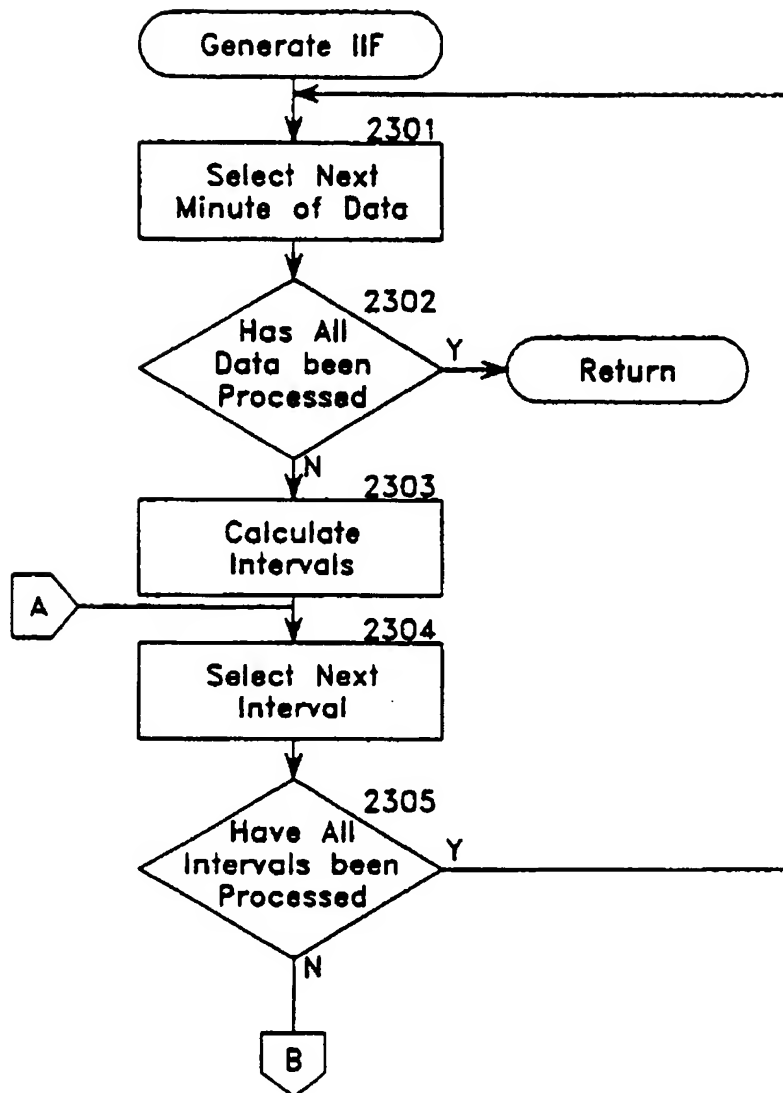 Generate IIF
2301
Select Next
Minute of Data
2302
Has All
Data been
Processed
Y
Return
N
2303
Calculate
Intervals
A
2304
Select Next
Interval
2305
Have All
Intervals been
Processed
Y
N
B